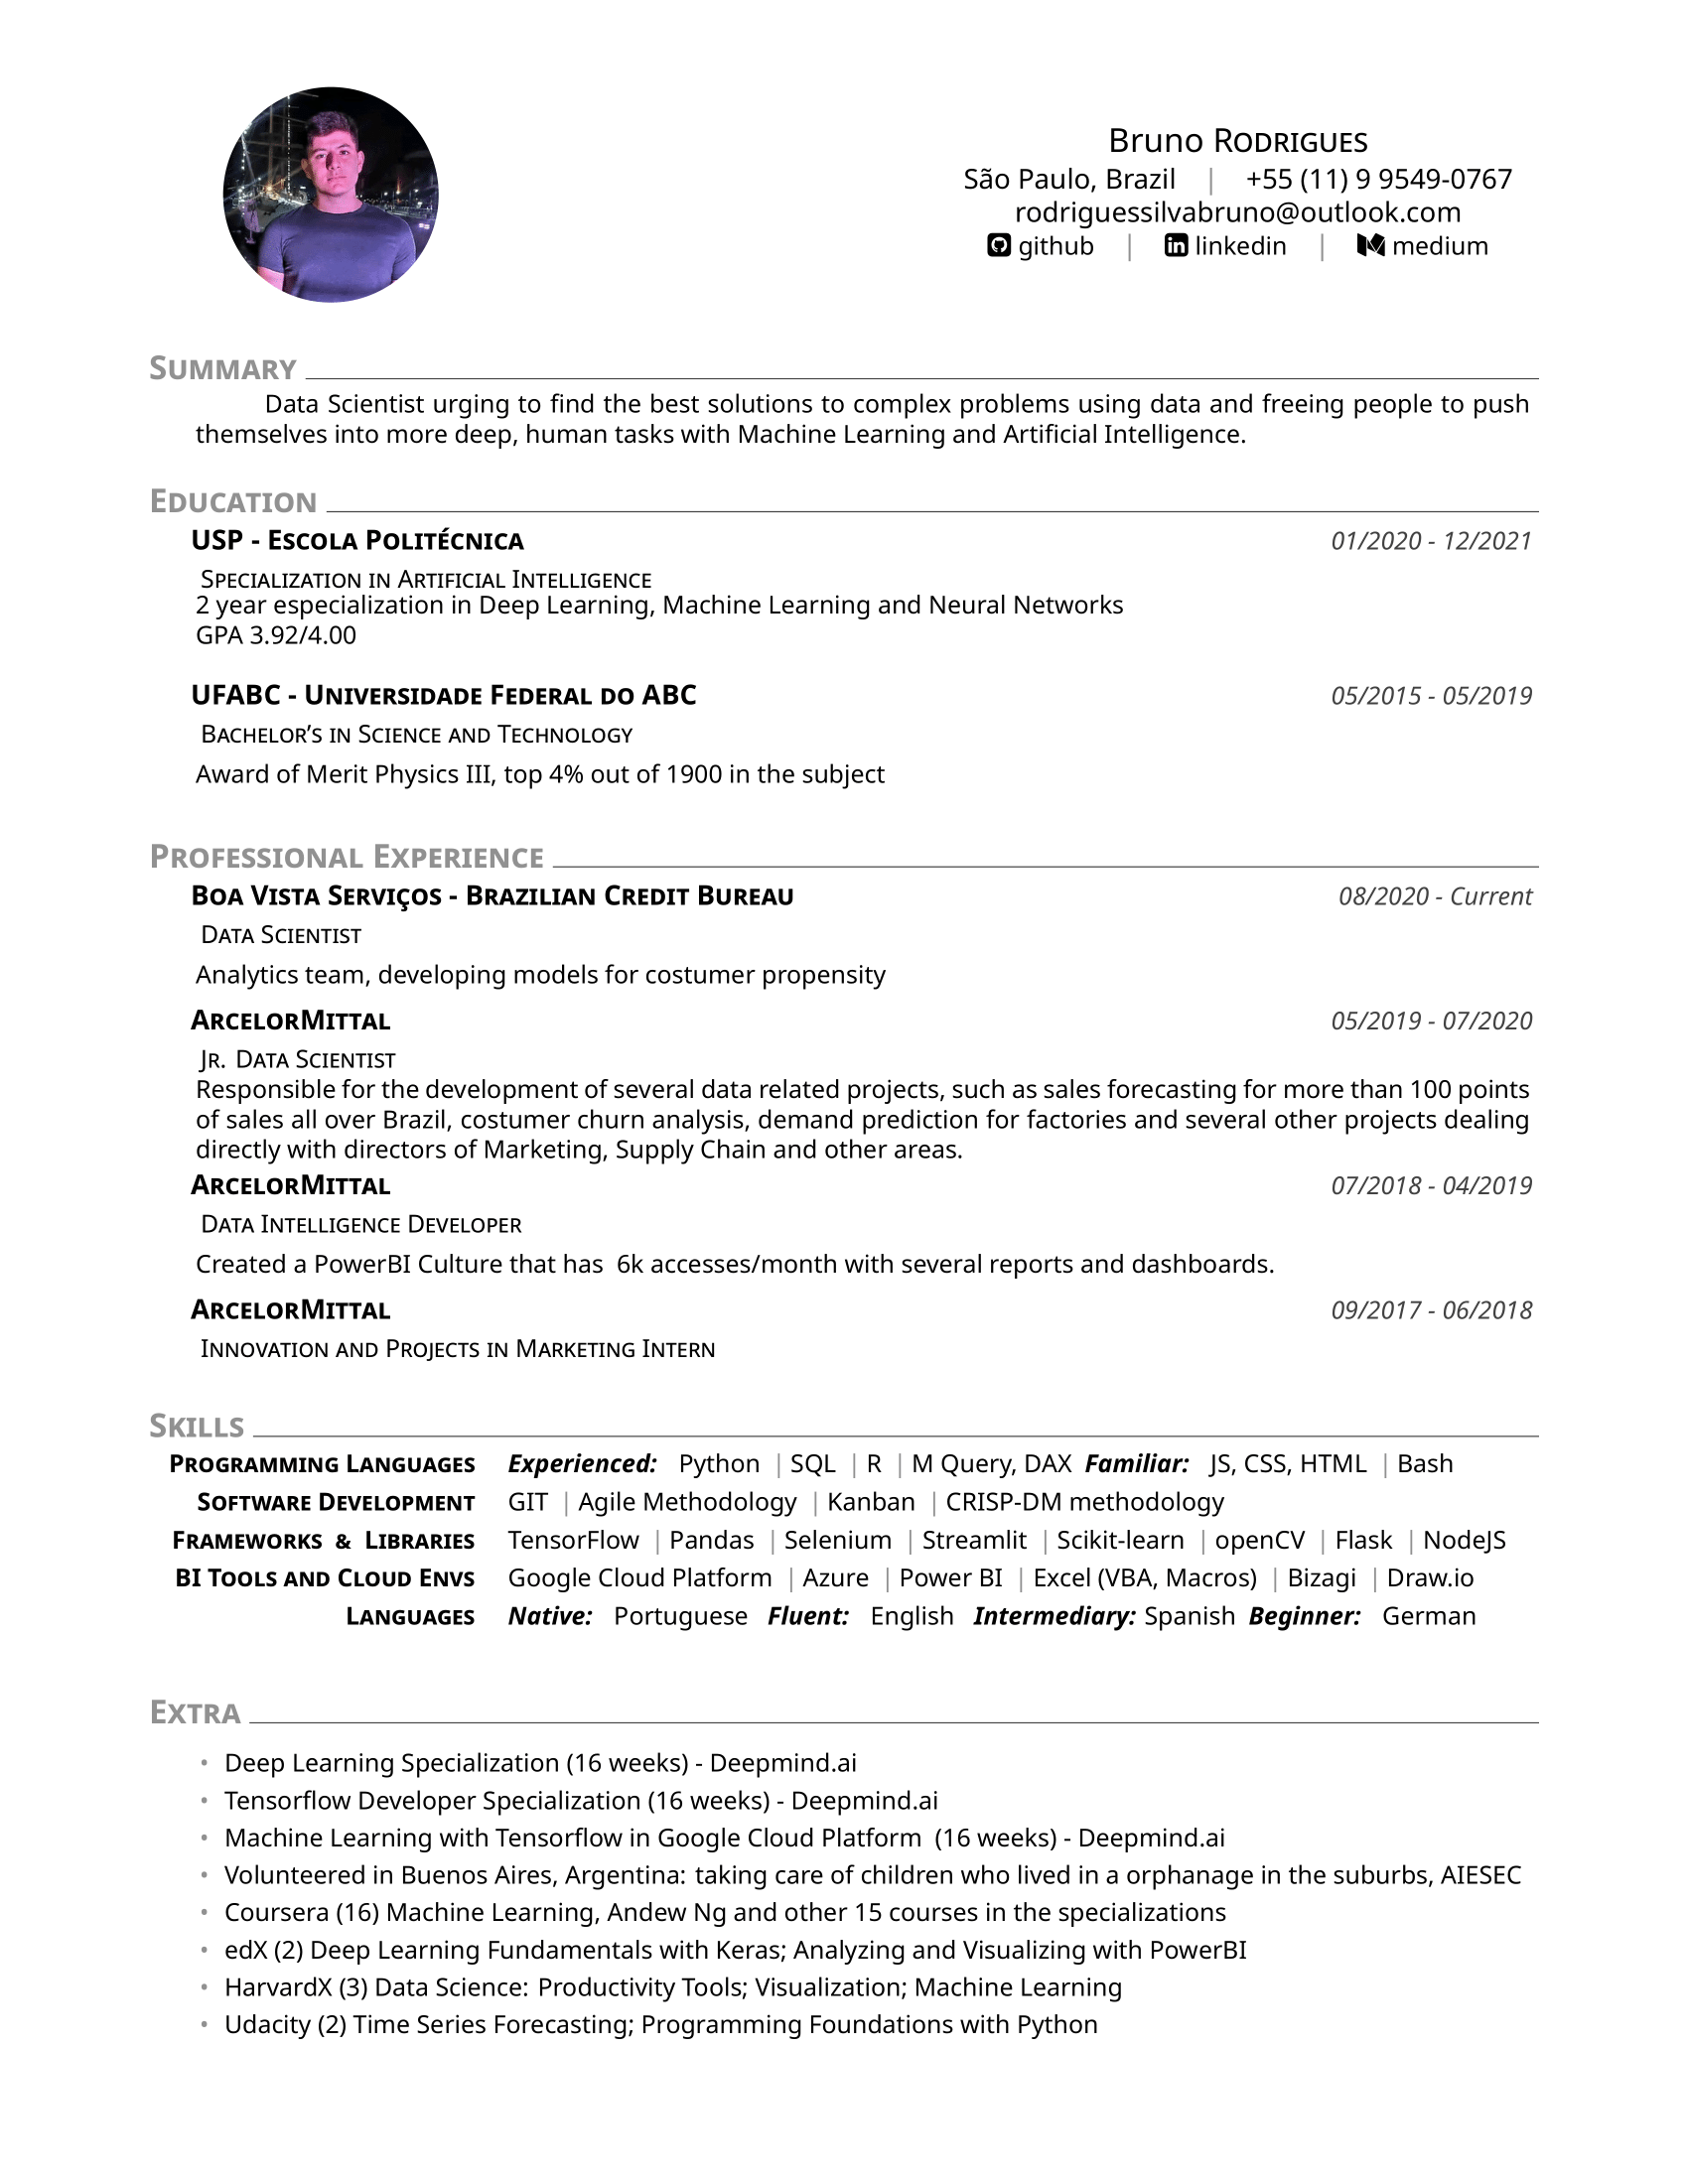 Bruno RODRIGUES
São Paulo, Brazil | +55 (11) 9 9549-0767
rodriguessilvabruno@outlook.com
github | linkedin | medium
SUMMARY
Data Scientist urging to find the best solutions to complex problems using data and freeing people to push
themselves into more deep, human tasks with Machine Learning and Artificial Intelligence.
EDUCATION
USP - ESCOLA POLITÉCNICA 01/2020 - 12/2021
SPECIALIZATION IN ARTIFICIAL INTELLIGENCE
2 year especialization in Deep Learning, Machine Learning and Neural Networks
GPA 3.92/4.00
UFABC - UNIVERSIDADE FEDERAL DO ABC 05/2015 - 05/2019
BACHELOR'S IN SCIENCE AND TECHNOLOGY
Award of Merit Physics III, top 4% out of 1900 in the subject
PROFESSIONAL EXPERIENCE
BOA VISTA SERVIÇOS - BRAZILIAN CREDIT BUREAU 08/2020 - Current
DATA SCIENTIST
Analytics team, developing models for costumer propensity
ARCELORMITTAL 05/2019 - 07/2020
JR. DATA SCIENTIST
Responsible for the development of several data related projects, such as sales forecasting for more than 100 points
of sales all over Brazil, costumer churn analysis, demand prediction for factories and several other projects dealing
directly with directors of Marketing, Supply Chain and other areas.
ARCELORMITTAL 07/2018 - 04/2019
DATA INTELLIGENCE DEVELOPER
Created a PowerBI Culture that has 6k accesses/month with several reports and dashboards.
ARCELORMITTAL 09/2017 - 06/2018
INNOVATION AND PROJECTS IN MARKETING INTERN
SKILLS
PROGRAMMING LANGUAGES Experienced: Python | SQL | R | M Query, DAX Familiar: JS, CSS, HTML | Bash
SOFTWARE DEVELOPMENT GIT | Agile Methodology | Kanban | CRISP-DM methodology
FRAMEWORKS & LIBRARIES TensorFlow | Pandas | Selenium | Streamlit | Scikit-learn | openCV | Flask | NodeJS
BI TOOLS AND CLOUD ENVS Google Cloud Platform | Azure | Power BI | Excel (VBA, Macros) | Bizagi | Draw.io
LANGUAGES Native: Portuguese Fluent: English Intermediary: Spanish Beginner: German
EXTRA
• Deep Learning Specialization (16 weeks) - Deepmind.ai
• Tensorflow Developer Specialization (16 weeks) - Deepmind.ai
• Machine Learning with Tensorflow in Google Cloud Platform (16 weeks) - Deepmind.ai
• Volunteered in Buenos Aires, Argentina: taking care of children who lived in a orphanage in the suburbs, AIESEC
• Coursera (16) Machine Learning, Andew Ng and other 15 courses in the specializations
• edX (2) Deep Learning Fundamentals with Keras; Analyzing and Visualizing with PowerBI
• HarvardX (3) Data Science: Productivity Tools; Visualization; Machine Learning
• Udacity (2) Time Series Forecasting; Programming Foundations with Python